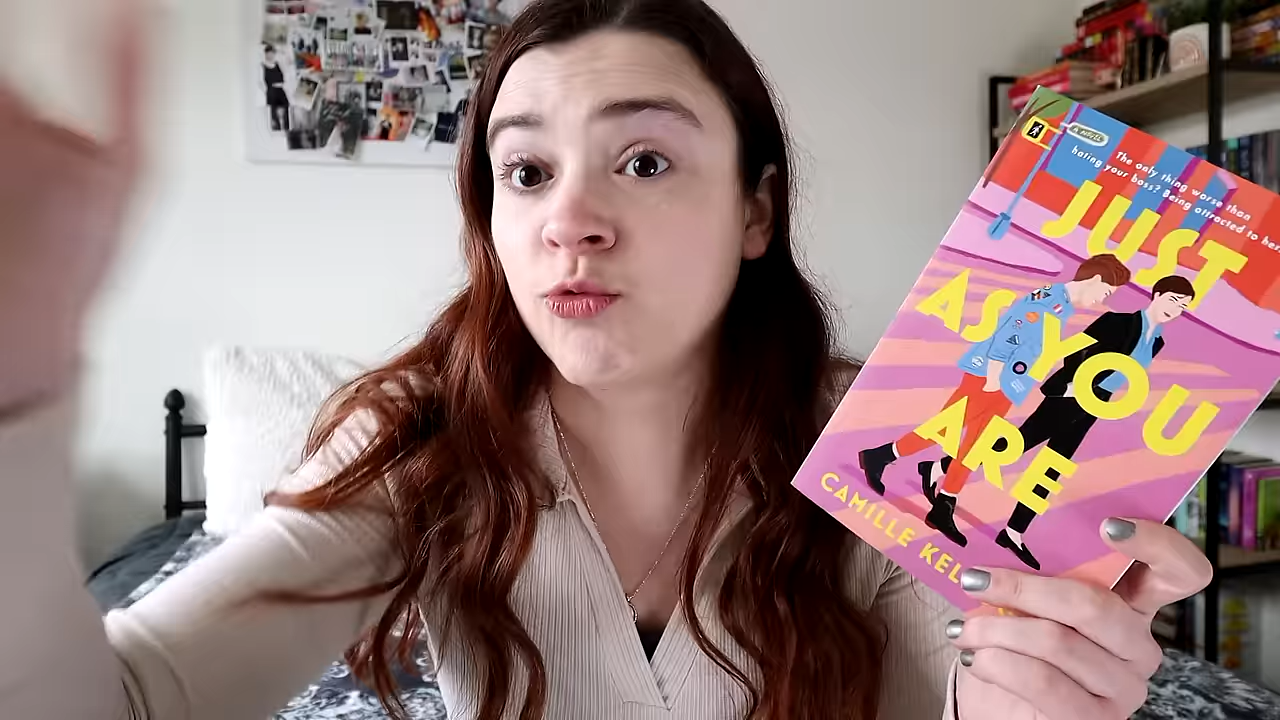 A NOVEL
The only thing worse than
hating your boss? Being attracted to her.
JUST
AS YOU
ARE
CAMILLE KEL